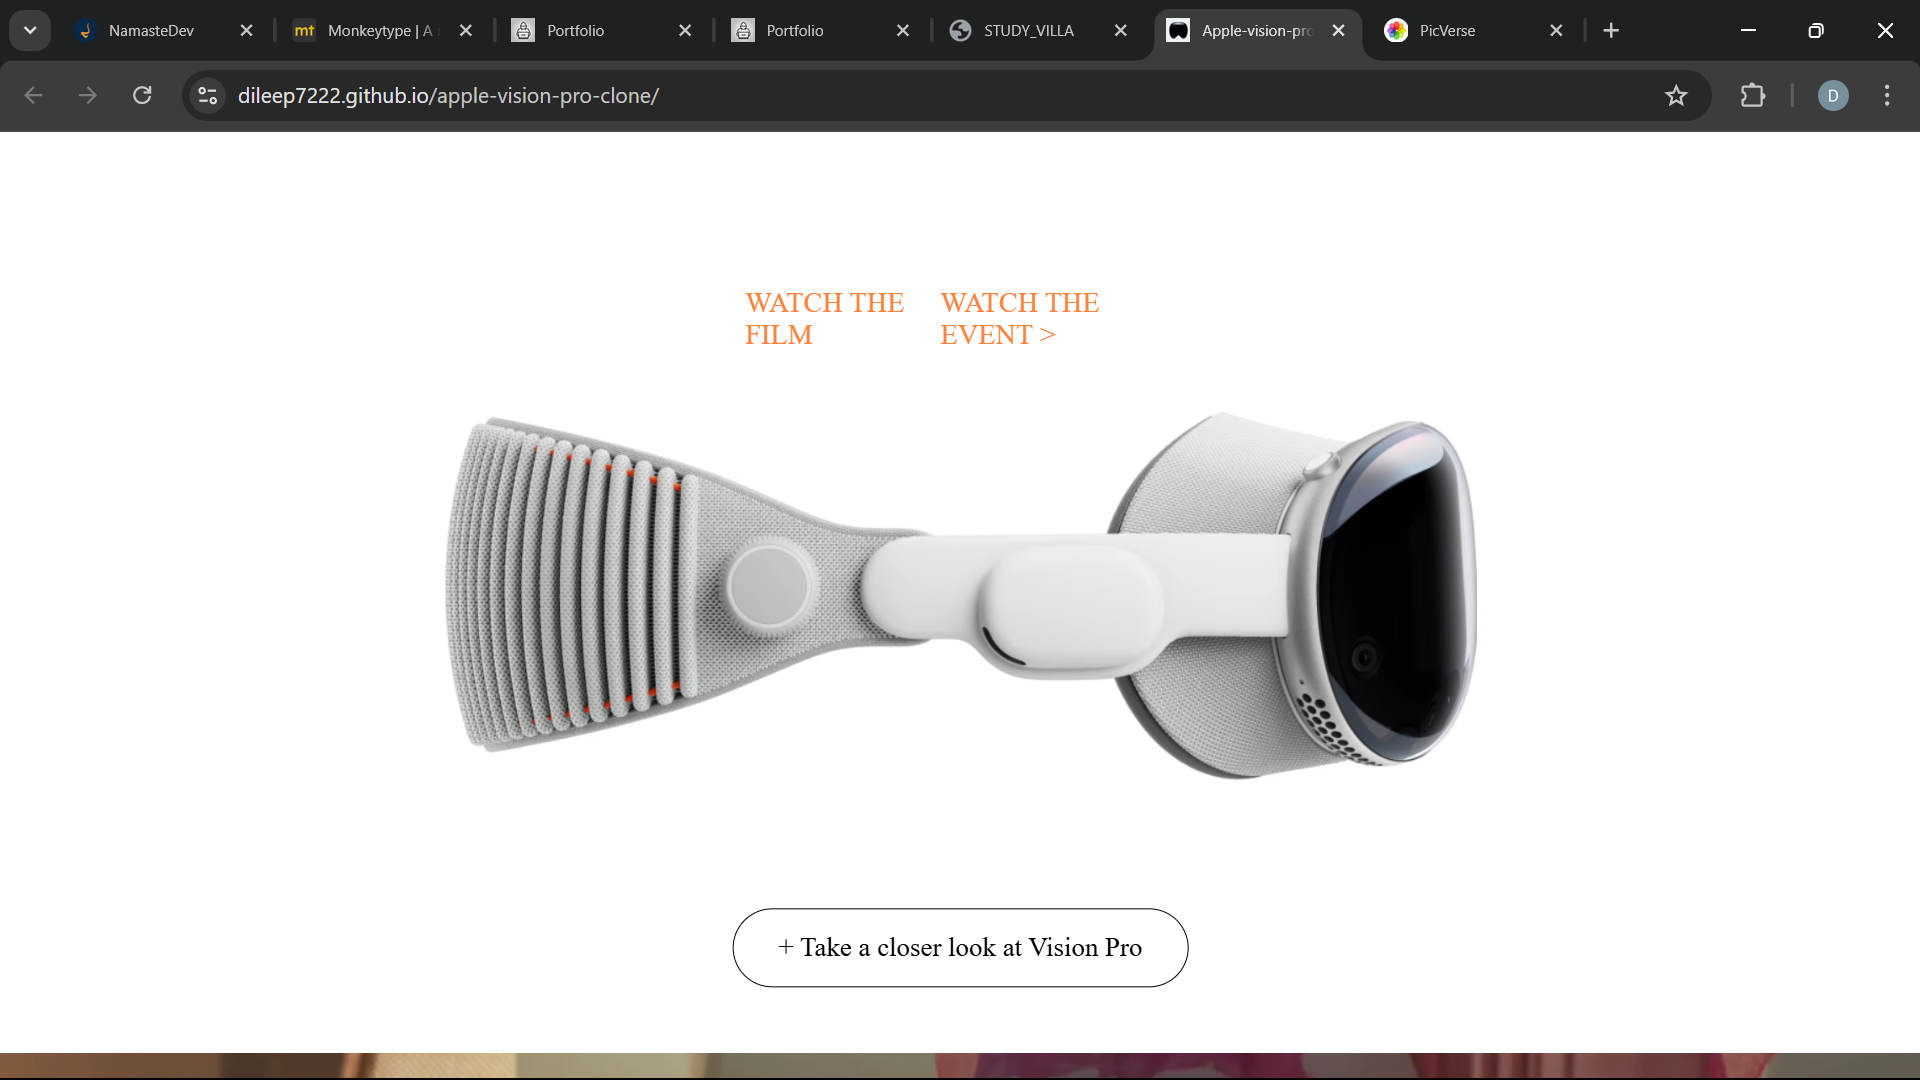 NamasteDev
mt Monkeytype | A
Portfolio
Portfolio
STUDY_VILLA
Apple-vision-pro
PicVerse
dileep7222.github.io/apple-vision-pro-clone/
D
WATCH THE
FILM
WATCH THE
EVENT >
+ Take a closer look at Vision Pro